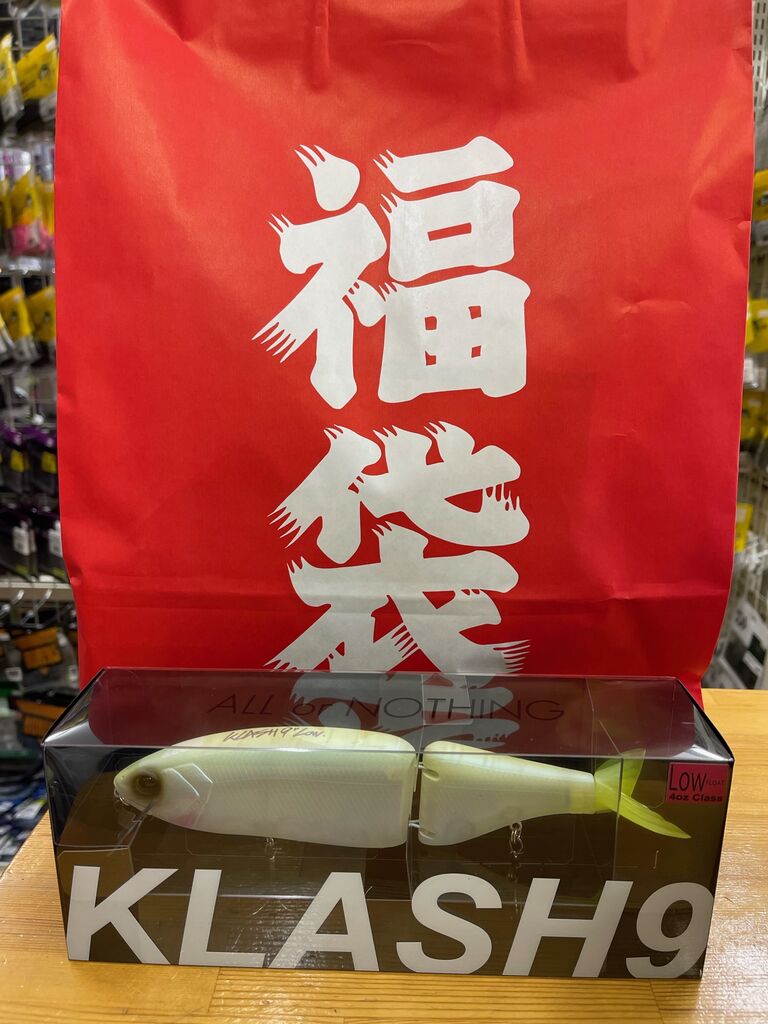 福袋
ALL or NOTHING
KLASH9" Low.
LOW FLOAT
4oz Class
KLASH9